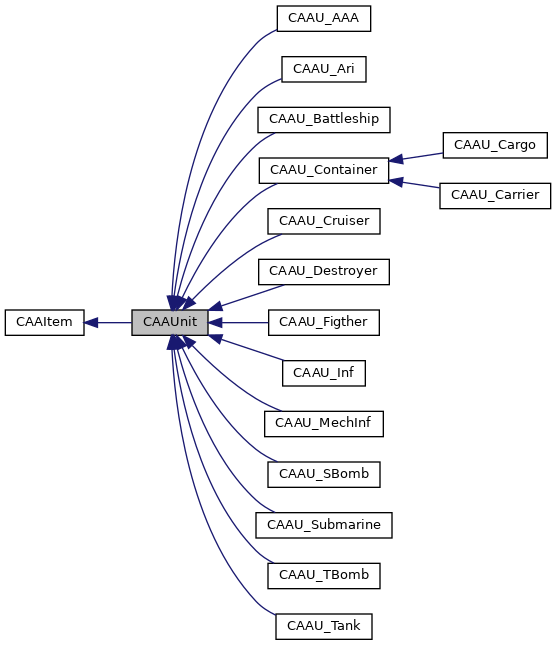 CAAU_AAA
CAAU_Ari
CAAU_Battleship
CAAU_Container
CAAU_Cargo
CAAU_Carrier
CAAU_Cruiser
CAAU_Destroyer
CAAItem
CAAUnit
CAAU_Figther
CAAU_Inf
CAAU_MechInf
CAAU_SBomb
CAAU_Submarine
CAAU_TBomb
CAAU_Tank